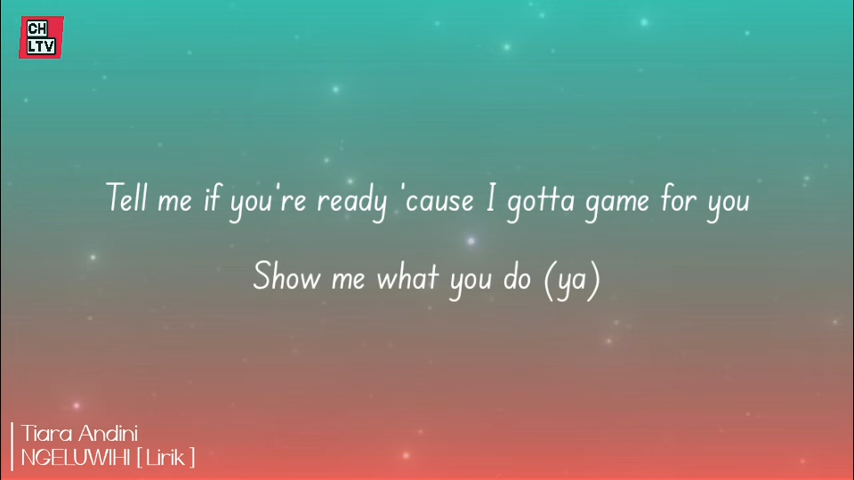 CH
LTV
Tell me if you're ready 'cause I gotta game for you
Show me what you do (ya)
Tiara Andini
NGELUWIHI [ Lirik ]